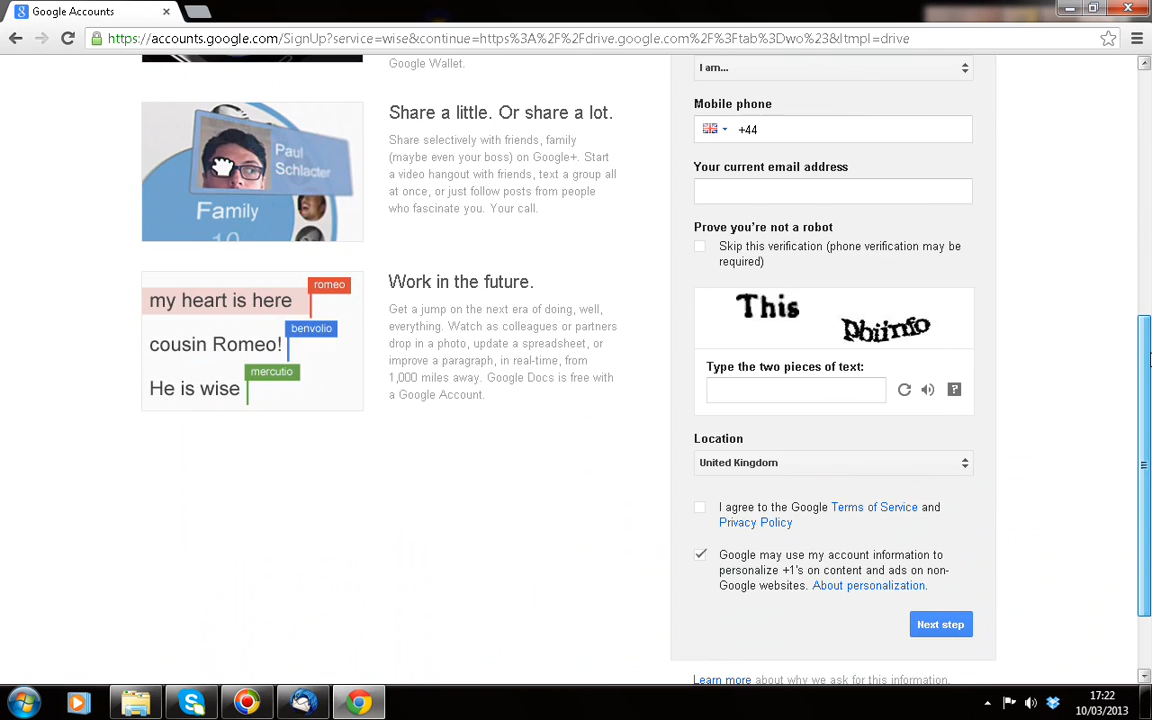 Google Accounts
https://accounts.google.com/SignUp?service=wise&continue=https%3A%2F%2Fdrive.google.com%2F%3Ftab%3Dwo%23&ltmpl=drive
Google Wallet.
Paul
Schlacter
Family
10
Share a little. Or share a lot.
Share selectively with friends, family
(maybe even your boss) on Google+. Start
a video hangout with friends, text a group all
at once, or just follow posts from people
who fascinate you. Your call.
my heart is here
romeo
benvolio
cousin Romeo!
mercutio
He is wise
Work in the future.
Get a jump on the next era of doing, well,
everything. Watch as colleagues or partners
drop in a photo, update a spreadsheet, or
improve a paragraph, in real-time, from
1,000 miles away. Google Docs is free with
a Google Account.
I am...
Mobile phone
+44
Your current email address
Prove you're not a robot
Skip this verification (phone verification may be
required)
This
Type the two pieces of text:
?
Location
United Kingdom
I agree to the Google Terms of Service and
Privacy Policy
Google may use my account information to
personalize +1's on content and ads on non-
Google websites. About personalization.
Next step
Learn more about why we ask for this information.
17:22
10/03/2013